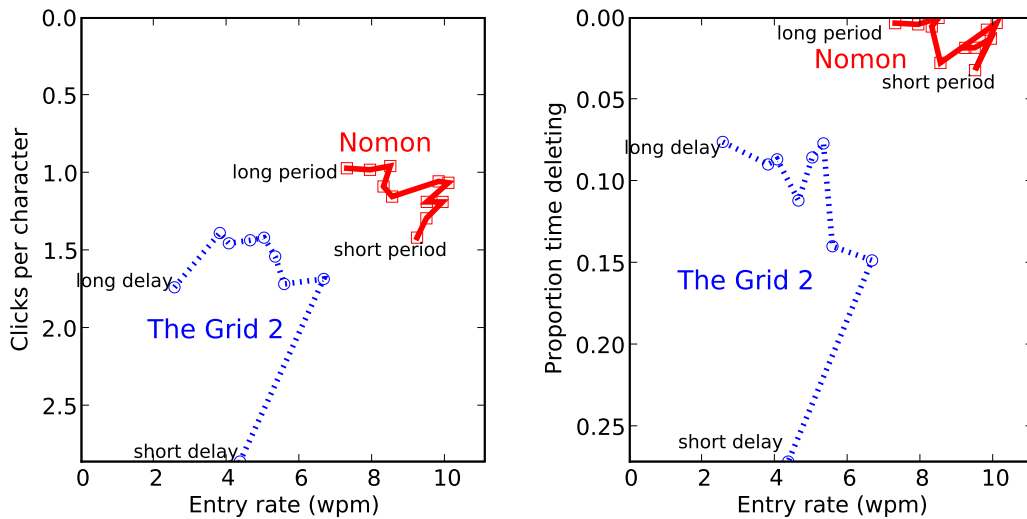 0.0
0.5
1.0
1.5
2.0
2.5
Clicks per character
Nomon
long period
short period
long delay
The Grid 2
short delay
0 2 4 6 8 10
Entry rate (wpm)
0.00
0.05
0.10
0.15
0.20
0.25
Proportion time deleting
long period
Nomon
short period
long delay
The Grid 2
short delay
0 2 4 6 8 10
Entry rate (wpm)